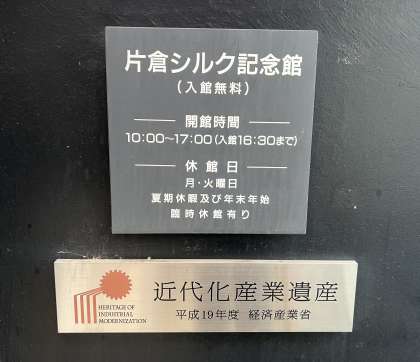 片倉シルク記念館
(入館無料)
開館時間
10:00〜17:00(入館16:30まで)
休館日
月・火曜日
夏期休暇及び年末年始
臨時休館有り
HERITAGE OF
INDUSTRIAL
MODERNIZATION
近代化産業遺産
平成19年度 経済産業省